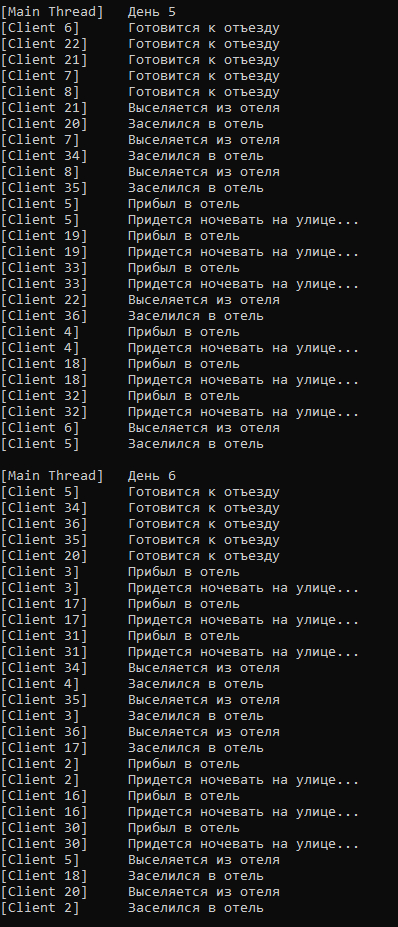 [Main Thread]   День 5
[Client 6]      Готовится к отъезду
[Client 22]     Готовится к отъезду
[Client 21]     Готовится к отъезду
[Client 7]      Готовится к отъезду
[Client 8]      Готовится к отъезду
[Client 21]     Выселяется из отеля
[Client 20]     Заселился в отель
[Client 7]      Выселяется из отеля
[Client 34]     Заселился в отель
[Client 8]      Выселяется из отеля
[Client 35]     Заселился в отель
[Client 5]      Прибыл в отель
[Client 5]      Придется ночевать на улице...
[Client 19]     Прибыл в отель
[Client 19]     Придется ночевать на улице...
[Client 33]     Прибыл в отель
[Client 33]     Придется ночевать на улице...
[Client 22]     Выселяется из отеля
[Client 36]     Заселился в отель
[Client 4]      Прибыл в отель
[Client 4]      Придется ночевать на улице...
[Client 18]     Прибыл в отель
[Client 18]     Придется ночевать на улице...
[Client 32]     Прибыл в отель
[Client 32]     Придется ночевать на улице...
[Client 6]      Выселяется из отеля
[Client 5]      Заселился в отель
[Main Thread]   День 6
[Client 5]      Готовится к отъезду
[Client 34]     Готовится к отъезду
[Client 36]     Готовится к отъезду
[Client 35]     Готовится к отъезду
[Client 20]     Готовится к отъезду
[Client 3]      Прибыл в отель
[Client 3]      Придется ночевать на улице...
[Client 17]     Прибыл в отель
[Client 17]     Придется ночевать на улице...
[Client 31]     Прибыл в отель
[Client 31]     Придется ночевать на улице...
[Client 34]     Выселяется из отеля
[Client 4]      Заселился в отель
[Client 35]     Выселяется из отеля
[Client 3]      Заселился в отель
[Client 36]     Выселяется из отеля
[Client 17]     Заселился в отель
[Client 2]      Прибыл в отель
[Client 2]      Придется ночевать на улице...
[Client 16]     Прибыл в отель
[Client 16]     Придется ночевать на улице...
[Client 30]     Прибыл в отель
[Client 30]     Придется ночевать на улице...
[Client 5]      Выселяется из отеля
[Client 18]     Заселился в отель
[Client 20]     Выселяется из отеля
[Client 2]      Заселился в отель